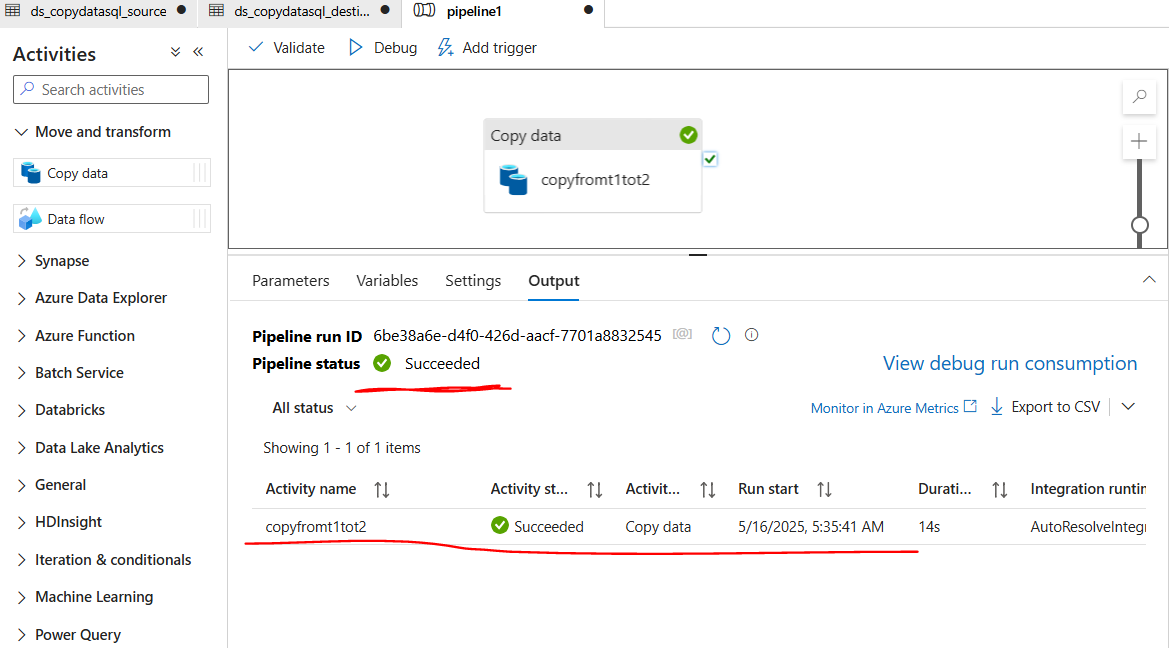 ds_copydatasql_source ds_copydatasql_desti... pipeline1
Activities
Search activities
Move and transform
Copy data
Data flow
Synapse
Azure Data Explorer
Azure Function
Batch Service
Databricks
Data Lake Analytics
General
HDInsight
Iteration & conditionals
Machine Learning
Power Query
Validate Debug Add trigger
Copy data
copyfromt1tot2
Parameters Variables Settings Output
Pipeline run ID 6be38a6e-d4f0-426d-aacf-7701a8832545 [@]
Pipeline status Succeeded
View debug run consumption
All status
Monitor in Azure Metrics Export to CSV
Showing 1 - 1 of 1 items
Activity name Activity st... Activit... Run start Durati... Integration runtin
copyfromt1tot2 Succeeded Copy data 5/16/2025, 5:35:41 AM 14s AutoResolveInteg